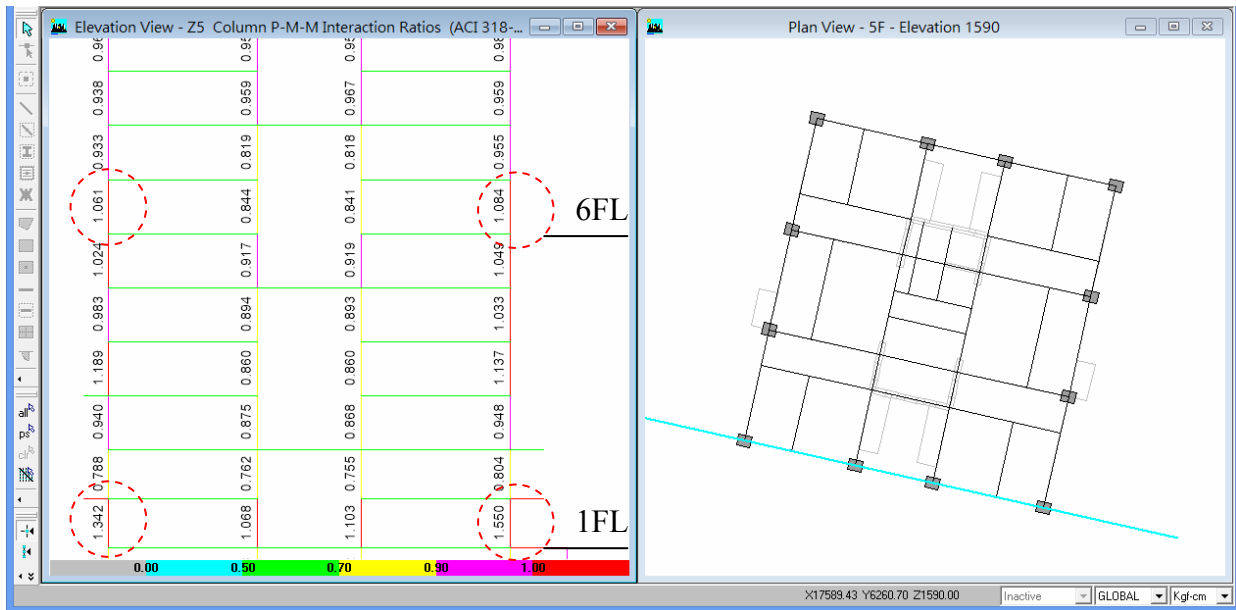 Elevation View - Z5 Column P-M-M Interaction Ratios (ACI 318-...
Plan View - 5F - Elevation 1590
0.938 0.959 0.967 0.959
0.933 0.819 0.818 0.955
1.061 0.844 0.841 1.084
6FL
1.024 0.917 0.919 1.049
0.983 0.894 0.893 1.033
1.189 0.860 0.860 1.137
0.940 0.875 0.868 0.948
0.788 0.762 0.755 0.804
1.342 1.068 1.103 1.550
1FL
0.00 0.50 0.70 0.90 1.00
all
ps
clr
X17589.43 Y6260.70 Z1590.00
Inactive
GLOBAL
Kgf-cm